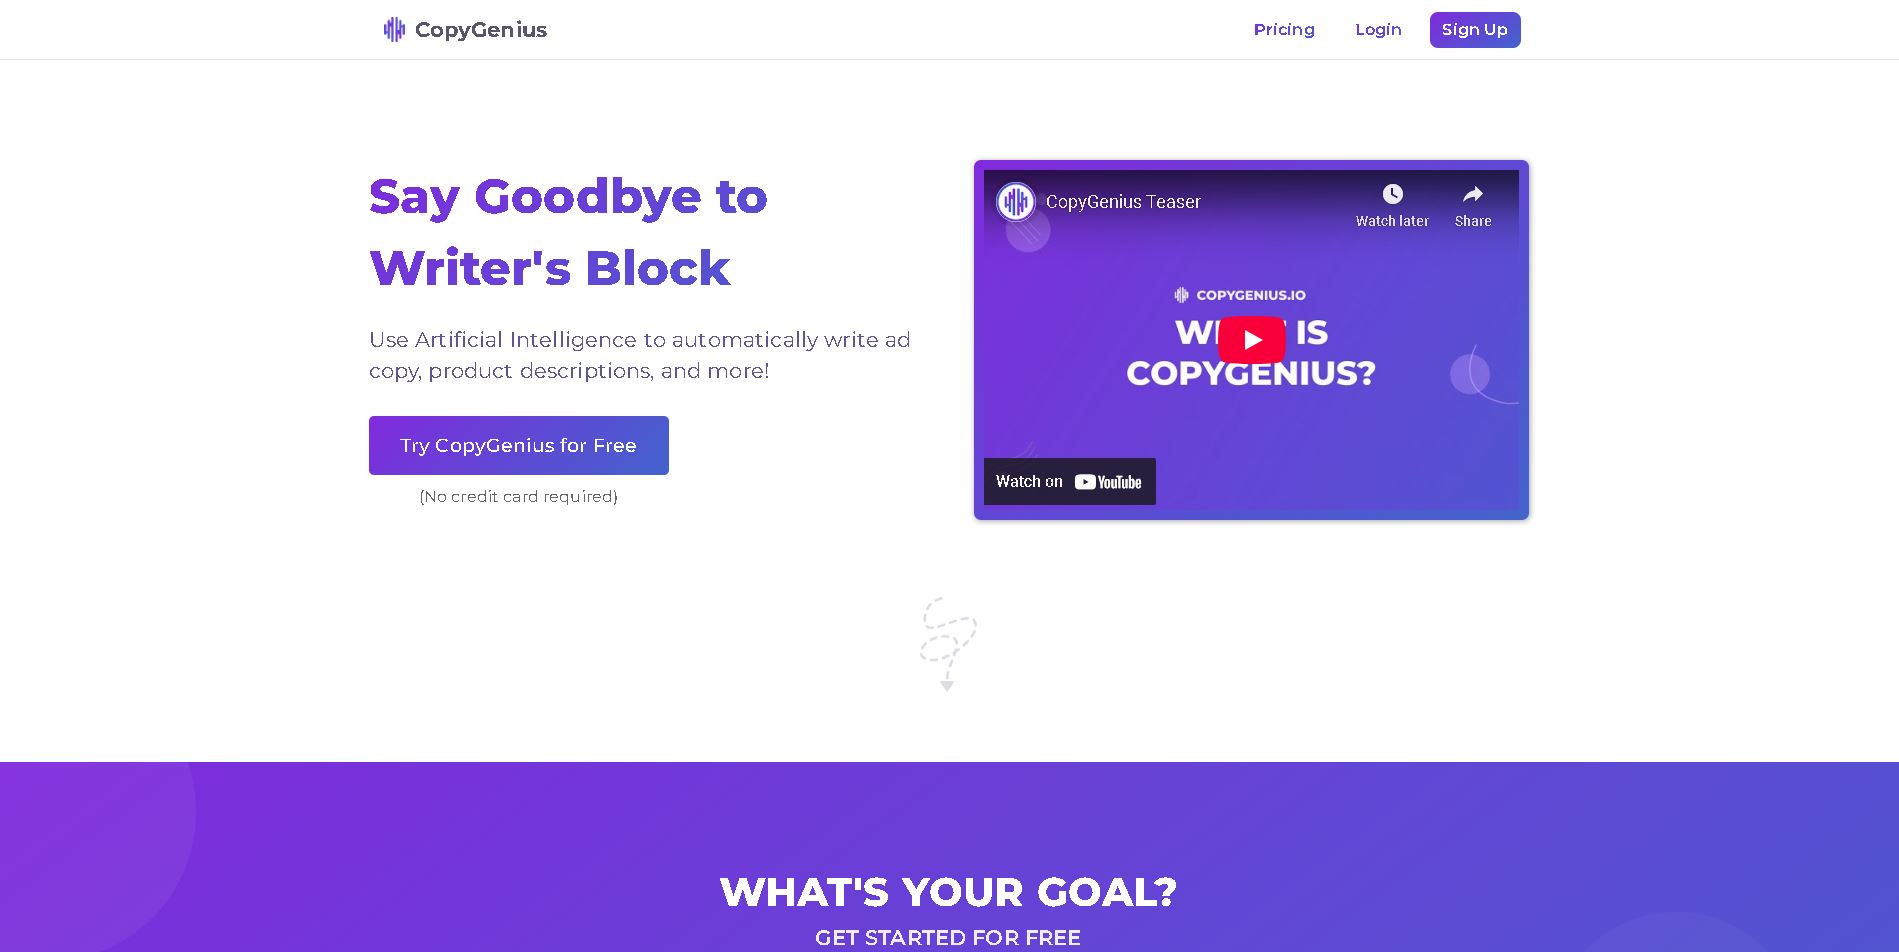 CopyGenius
Pricing
Login
Sign Up
Say Goodbye to
Writer's Block
Use Artificial Intelligence to automatically write ad
copy, product descriptions, and more!
Try CopyGenius for Free
(No credit card required)
CopyGenius Teaser
Watch later
Share
COPYGENIUS.IO
IS
COPYGENIUS?
Watch on YouTube
WHAT'S YOUR GOAL?
GET STARTED FOR FREE